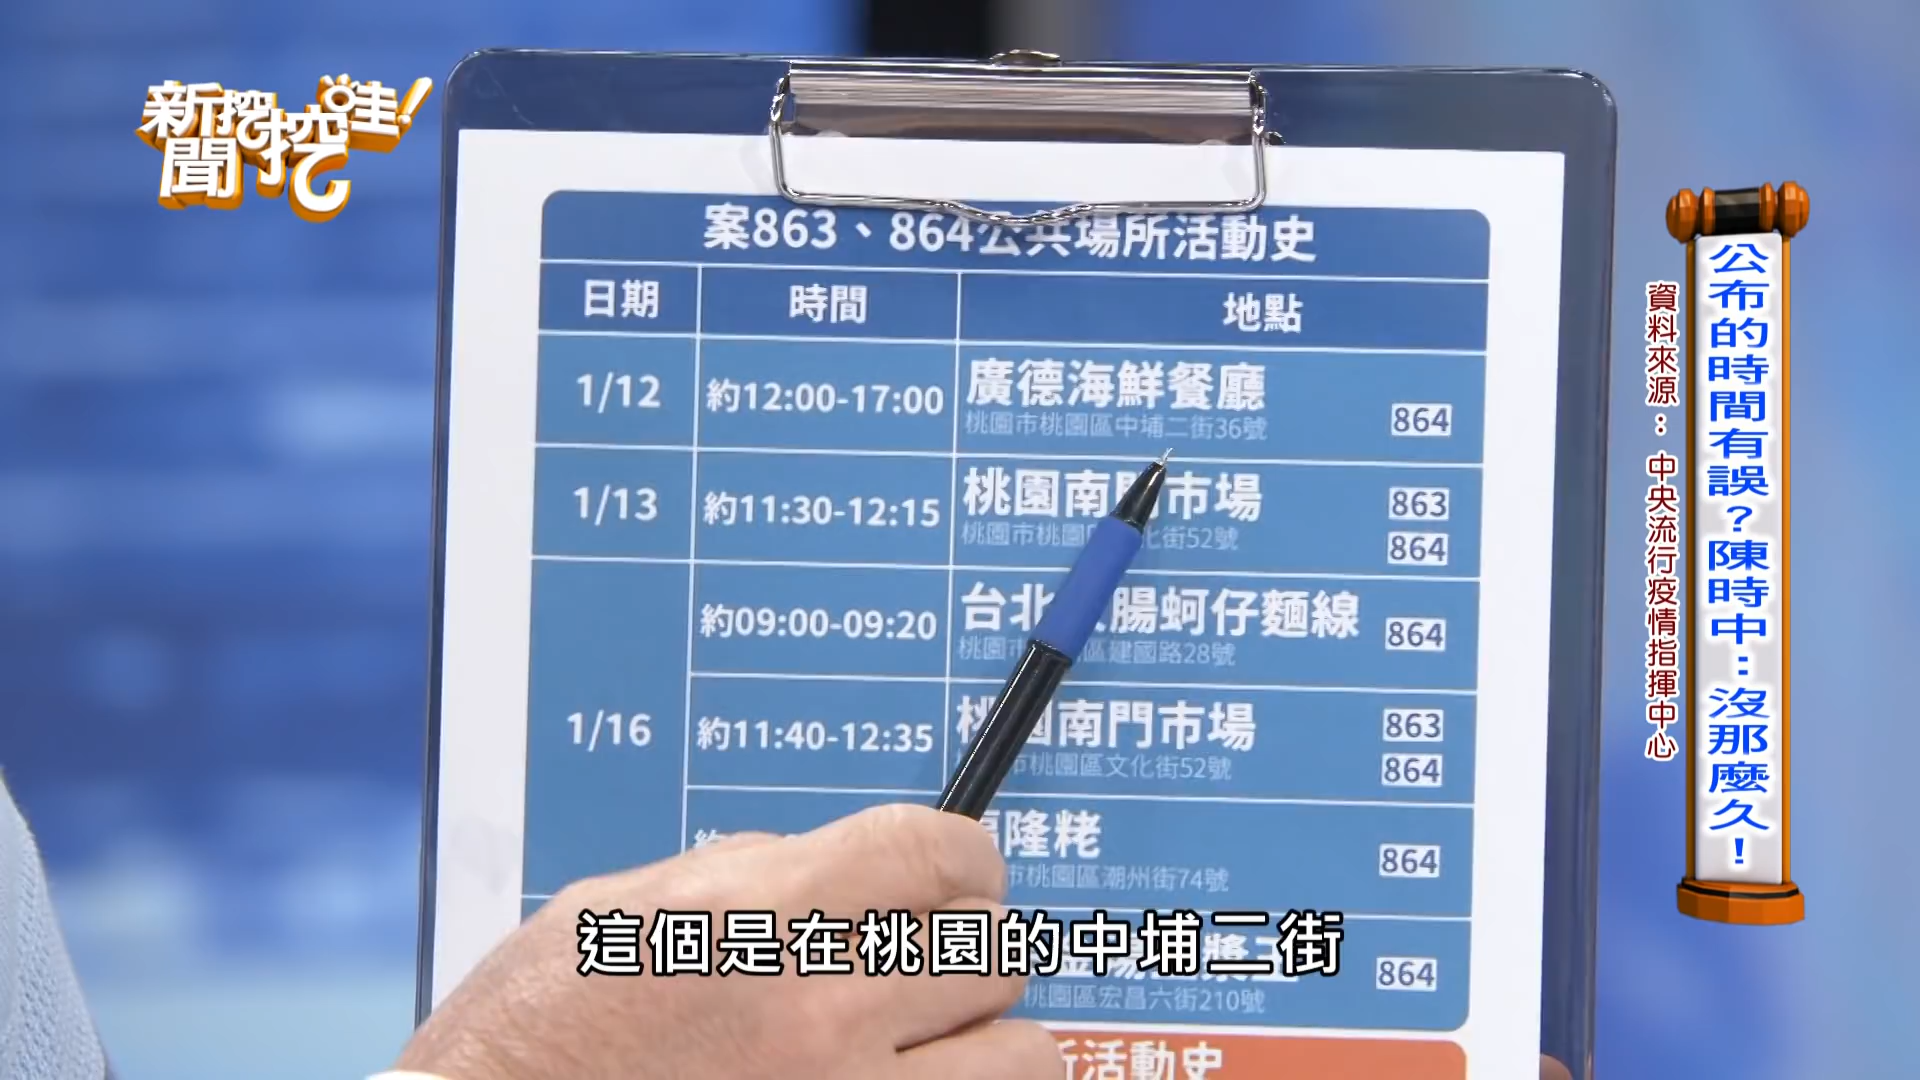 新聞挖挖哇!
案863、864公共場所活動史
日期 時間 地點
1/12 約12:00-17:00 廣德海鮮餐廳 864
桃園市桃園區中埔二街36號
1/13 約11:30-12:15 桃園南門市場 863 864
桃園市桃園 化街52號
1/16
約09:00-09:20 台北 腸蚵仔麵線 864
桃園市 區建國路28號
約11:40-12:35 桃園南門市場 863 864
市桃園區文化街52號
隆粩 864
市桃園區潮州街74號
864
桃園區宏昌六街210號
所活動史
公布的時間有誤?陳時中:沒那麼久!
資料來源:中央流行疫情指揮中心
這個是在桃園的中埔二街